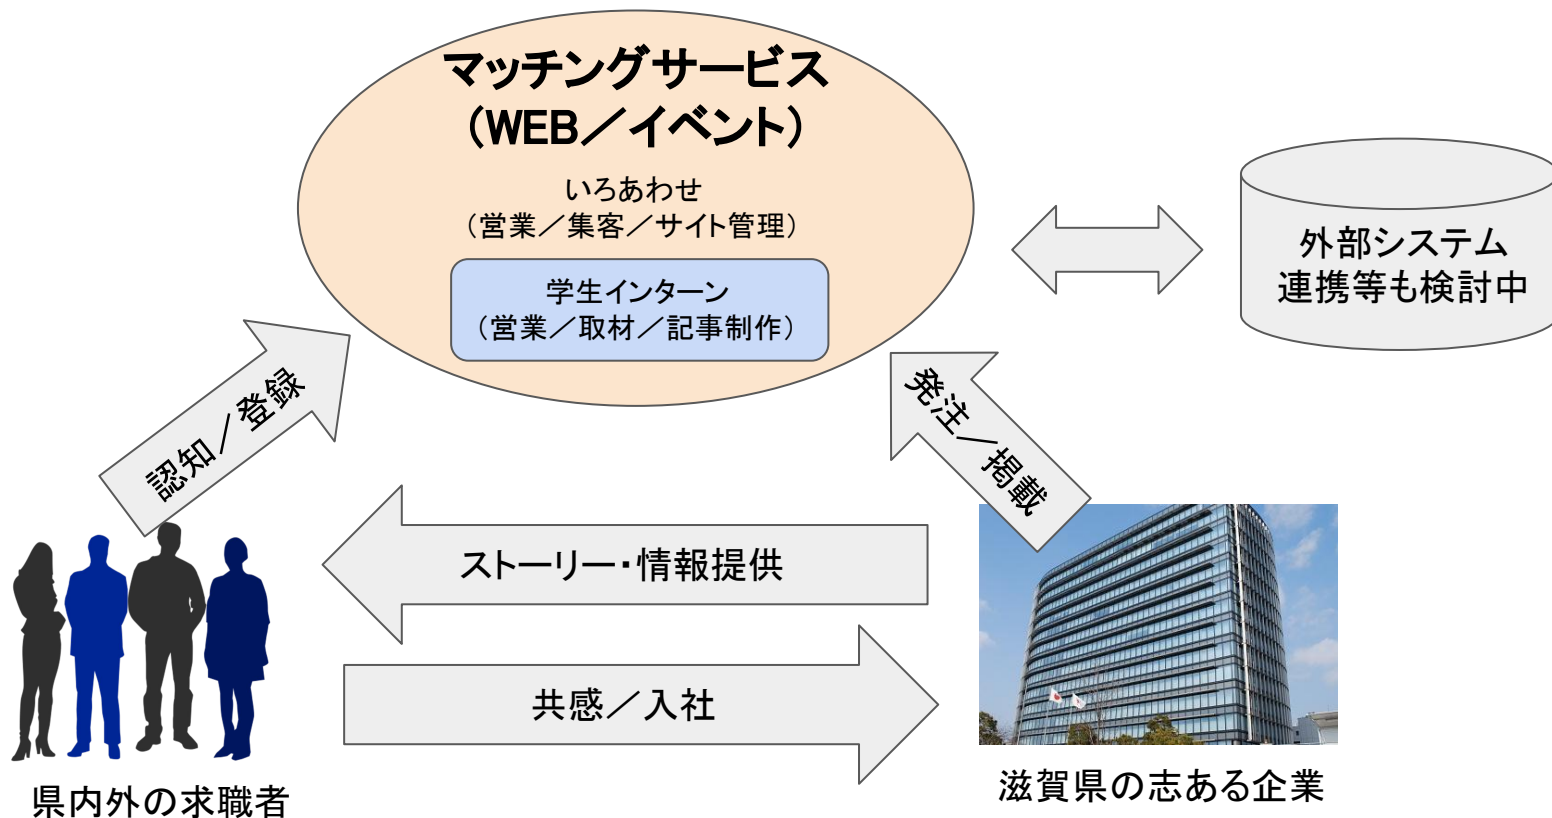 マッチングサービス
（WEB／イベント）
いろあわせ
（営業／集客／サイト管理）
学生インターン
（営業／取材／記事制作）
外部システム
連携等も検討中
認知／登録
発注／掲載
ストーリー・情報提供
共感／入社
県内外の求職者
滋賀県の志ある企業